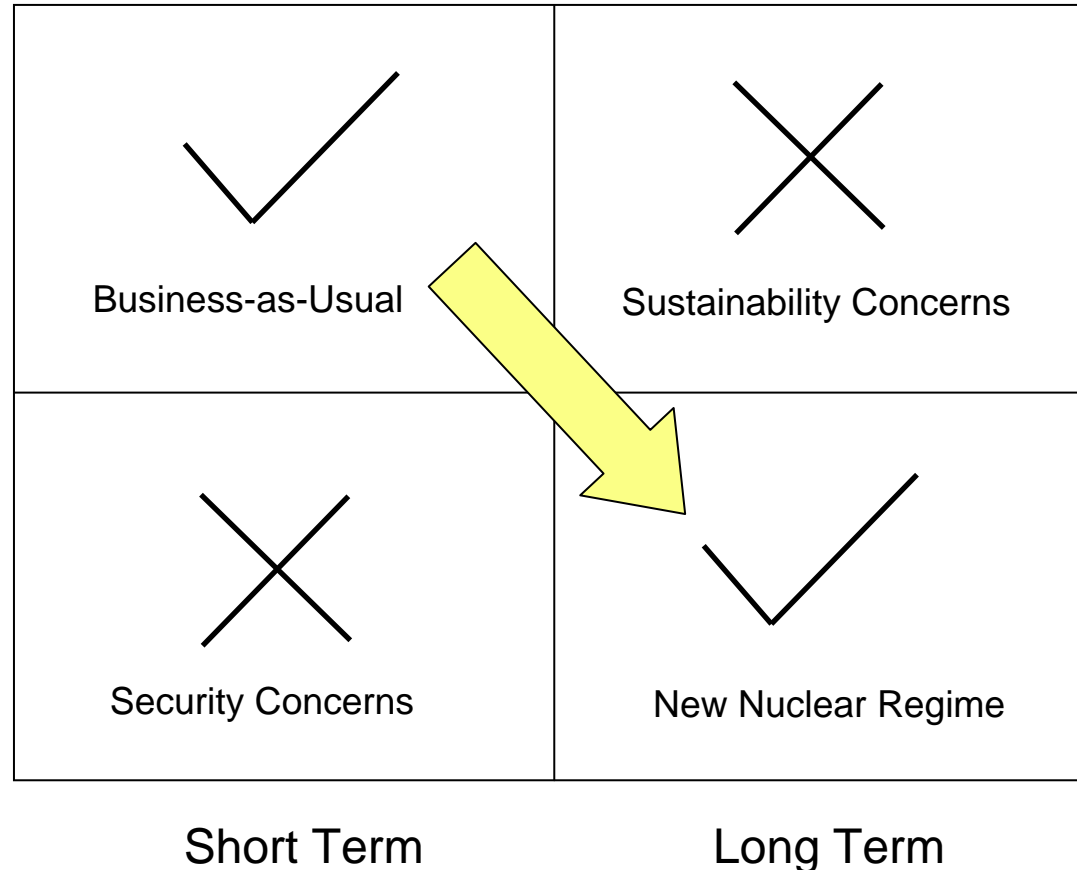 Business-as-Usual
Sustainability Concerns
Security Concerns
New Nuclear Regime
Short Term
Long Term